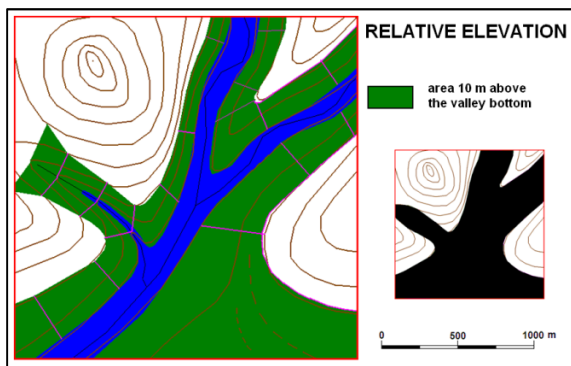 RELATIVE ELEVATION
area 10 m above
the valley bottom
0 500 1000 m